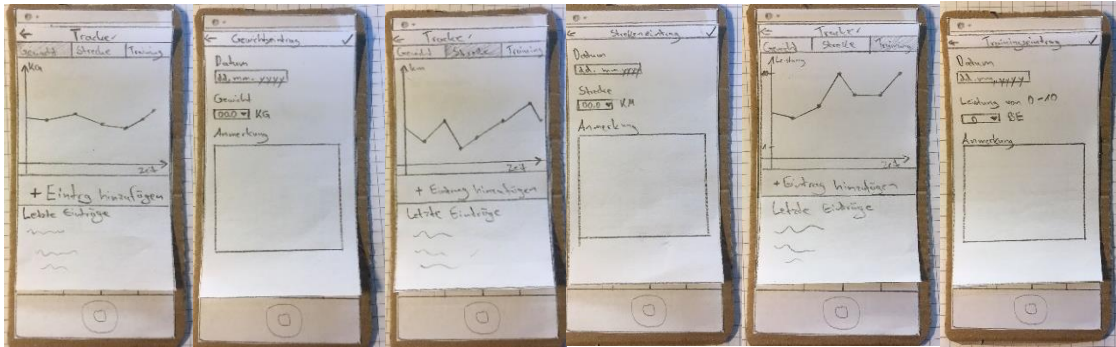 Tracker
Gewicht Strecke Training
KG
Zeit
+ Eintrag hinzufügen
Letzte Einträge
Gewichtseintrag
Datum
dd.mm.yyyy
Gewicht
00.0 KG
Anmerkung
Tracker
Gewicht Strecke Training
km
Zeit
+ Eintrag hinzufügen
Letzte Einträge
Streckeneintrag
Datum
dd.mm.yyyy
Strecke
00.0 KM
Anmerkung
Tracker
Gewicht Strecke Training
Leistung
10
1
Zeit
+ Eintrag hinzufügen
Letzte Einträge
Trainingseintrag
Datum
dd.mm.yyyy
Leistung von 0-10
0 BE
Anmerkung